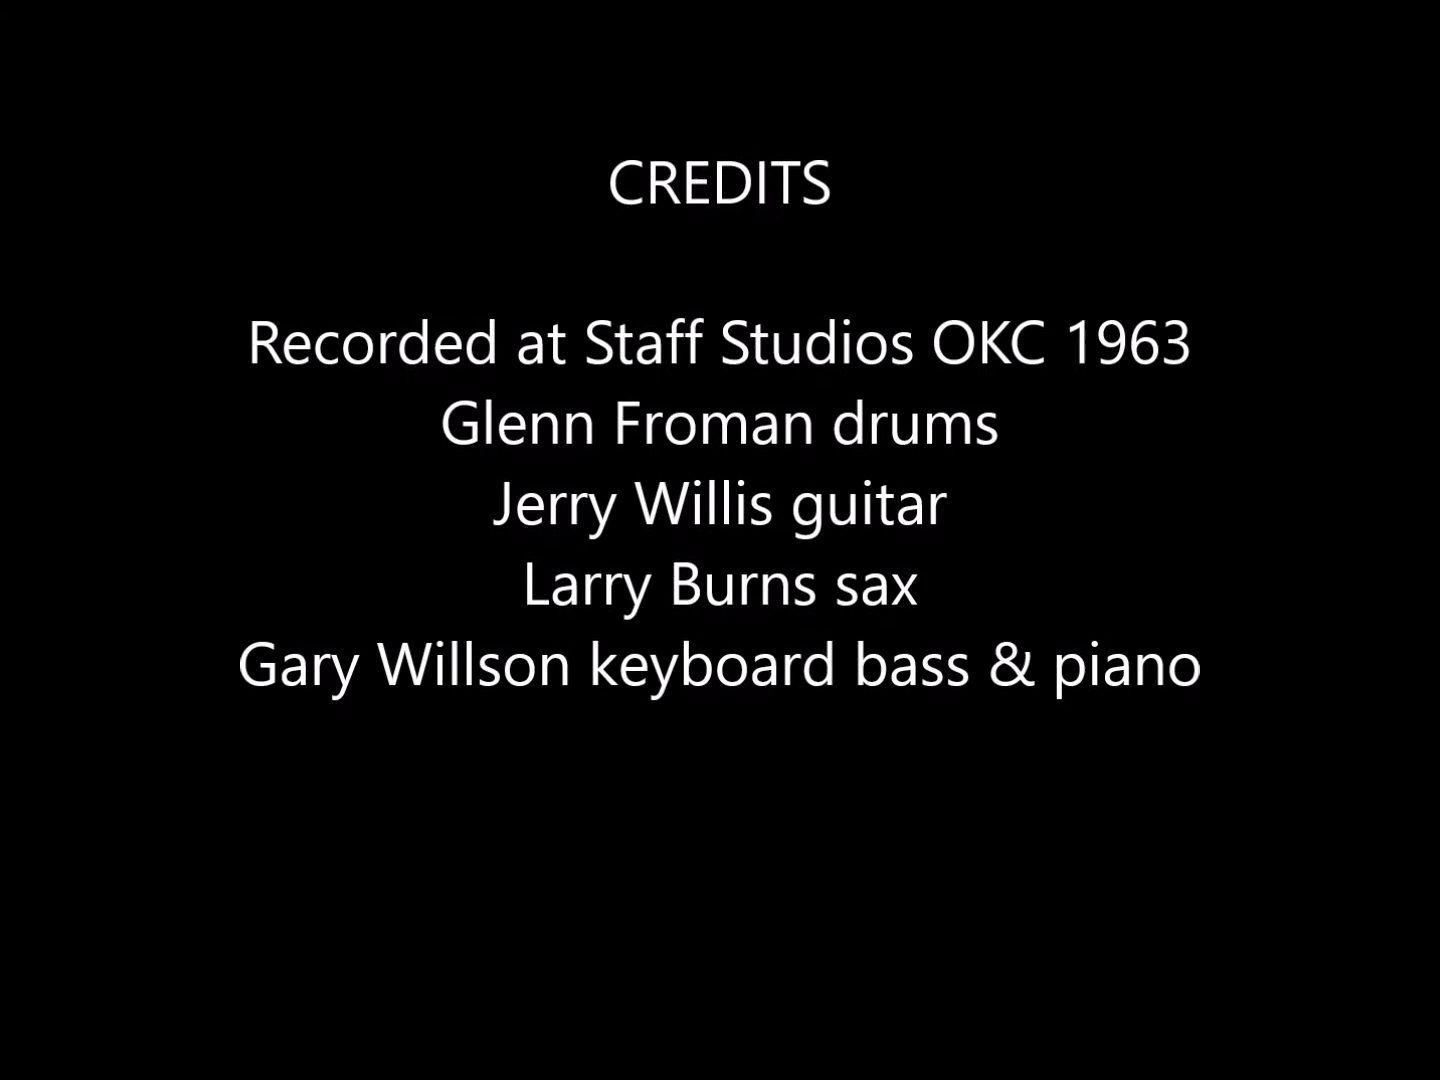 CREDITS
Recorded at Staff Studios OKC 1963
Glenn Froman drums
Jerry Willis guitar
Larry Burns sax
Gary Willson keyboard bass & piano